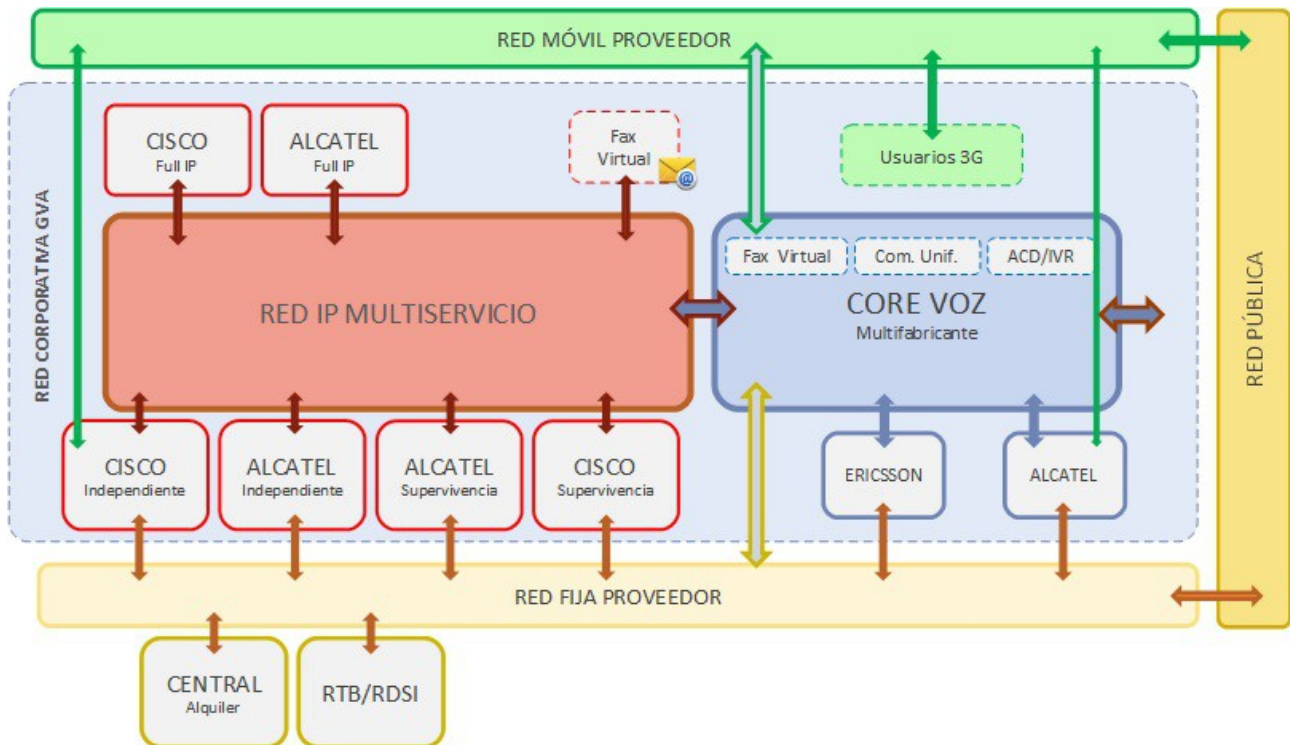 RED MÓVIL PROVEEDOR
RED CORPORATIVA GVA
CISCO
Full IP
ALCATEL
Full IP
Fax
Virtual
@
Usuarios 3G
RED IP MULTISERVICIO
Fax Virtual
Com. Unif.
ACD/IVR
CORE VOZ
Multifabricante
RED PÚBLICA
CISCO
Independiente
ALCATEL
Independiente
ALCATEL
Supervivencia
CISCO
Supervivencia
ERICSSON
ALCATEL
RED FIJA PROVEEDOR
CENTRAL
Alquiler
RTB/RDSI